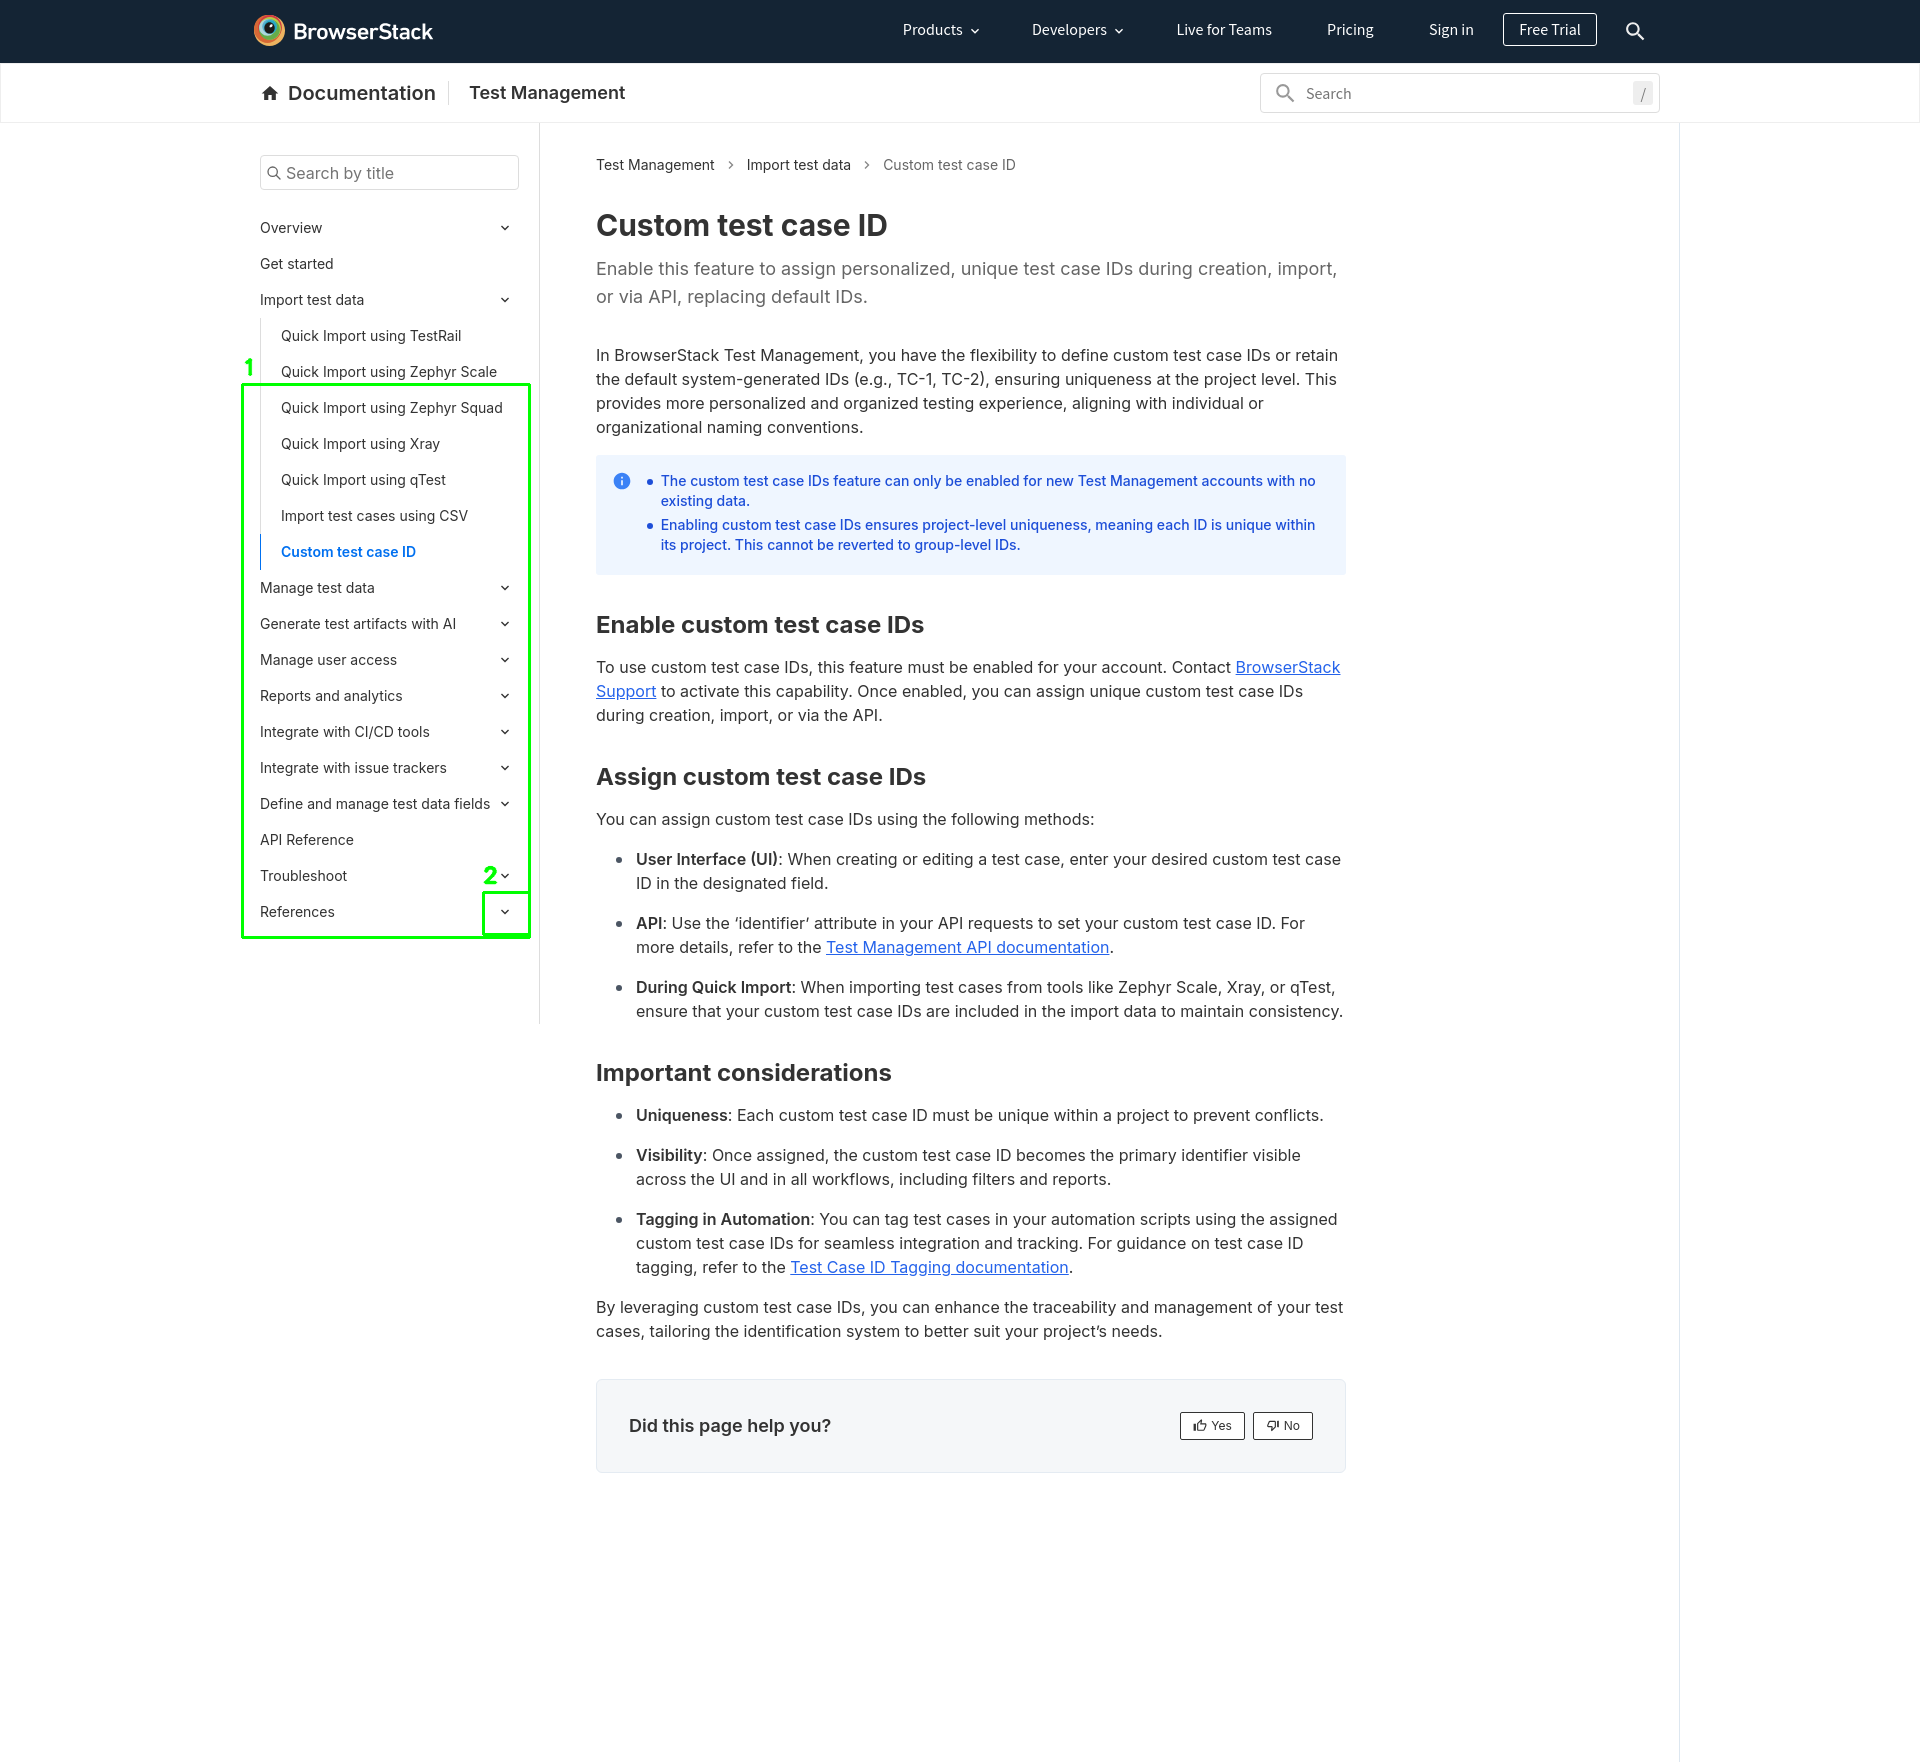 BrowserStack
Products
Developers
Live for Teams
Pricing
Sign in
Free Trial
Documentation
Test Management
Search
/
Search by title
Overview
Get started
Import test data
Quick Import using TestRail
1
Quick Import using Zephyr Scale
Quick Import using Zephyr Squad
Quick Import using Xray
Quick Import using qTest
Import test cases using CSV
Custom test case ID
Manage test data
Generate test artifacts with AI
Manage user access
Reports and analytics
Integrate with CI/CD tools
Integrate with issue trackers
Define and manage test data fields
API Reference
Troubleshoot
2
References
Test Management > Import test data > Custom test case ID
Custom test case ID
Enable this feature to assign personalized, unique test case IDs during creation, import,
or via API, replacing default IDs.
In BrowserStack Test Management, you have the flexibility to define custom test case IDs or retain
the default system-generated IDs (e.g., TC-1, TC-2), ensuring uniqueness at the project level. This
provides more personalized and organized testing experience, aligning with individual or
organizational naming conventions.
• The custom test case IDs feature can only be enabled for new Test Management accounts with no
existing data.
• Enabling custom test case IDs ensures project-level uniqueness, meaning each ID is unique within
its project. This cannot be reverted to group-level IDs.
Enable custom test case IDs
To use custom test case IDs, this feature must be enabled for your account. Contact BrowserStack
Support to activate this capability. Once enabled, you can assign unique custom test case IDs
during creation, import, or via the API.
Assign custom test case IDs
You can assign custom test case IDs using the following methods:
• User Interface (UI): When creating or editing a test case, enter your desired custom test case
ID in the designated field.
• API: Use the ‘identifier’ attribute in your API requests to set your custom test case ID. For
more details, refer to the Test Management API documentation.
• During Quick Import: When importing test cases from tools like Zephyr Scale, Xray, or qTest,
ensure that your custom test case IDs are included in the import data to maintain consistency.
Important considerations
• Uniqueness: Each custom test case ID must be unique within a project to prevent conflicts.
• Visibility: Once assigned, the custom test case ID becomes the primary identifier visible
across the UI and in all workflows, including filters and reports.
• Tagging in Automation: You can tag test cases in your automation scripts using the assigned
custom test case IDs for seamless integration and tracking. For guidance on test case ID
tagging, refer to the Test Case ID Tagging documentation.
By leveraging custom test case IDs, you can enhance the traceability and management of your test
cases, tailoring the identification system to better suit your project’s needs.
Did this page help you?
Yes
No